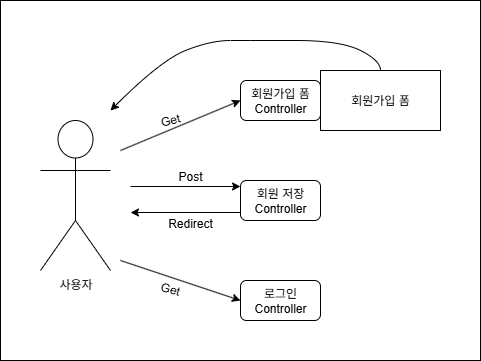 회원가입 폼
Controller
회원가입 폼
Get
Post
회원 저장
Controller
Redirect
사용자
Get
로그인
Controller